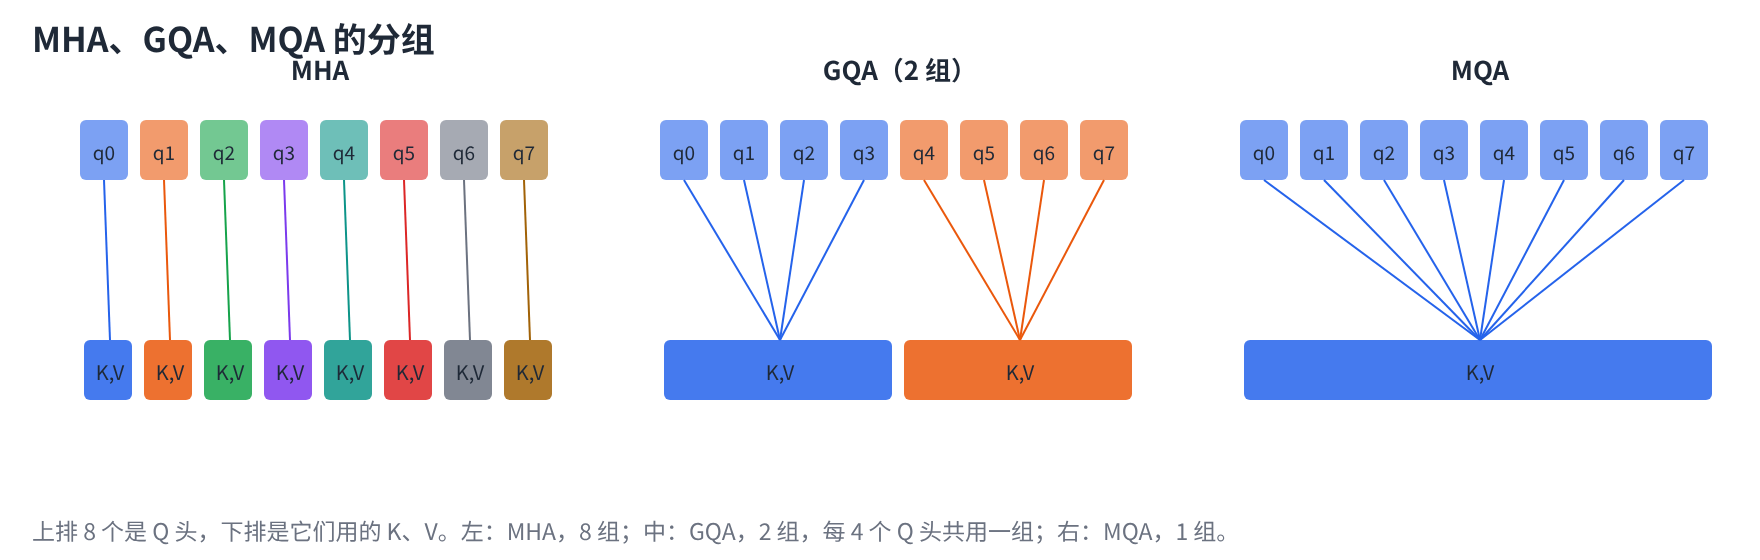 MHA、GQA、MQA 的分组
MHA
GQA（2 组）
MQA
q0 q1 q2 q3 q4 q5 q6 q7
q0 q1 q2 q3 q4 q5 q6 q7
q0 q1 q2 q3 q4 q5 q6 q7
K,V K,V K,V K,V K,V K,V K,V K,V
K,V K,V
K,V
上排 8 个是 Q 头，下排是它们用的 K、V。左：MHA，8 组；中：GQA，2 组，每 4 个 Q 头共用一组；右：MQA，1 组。